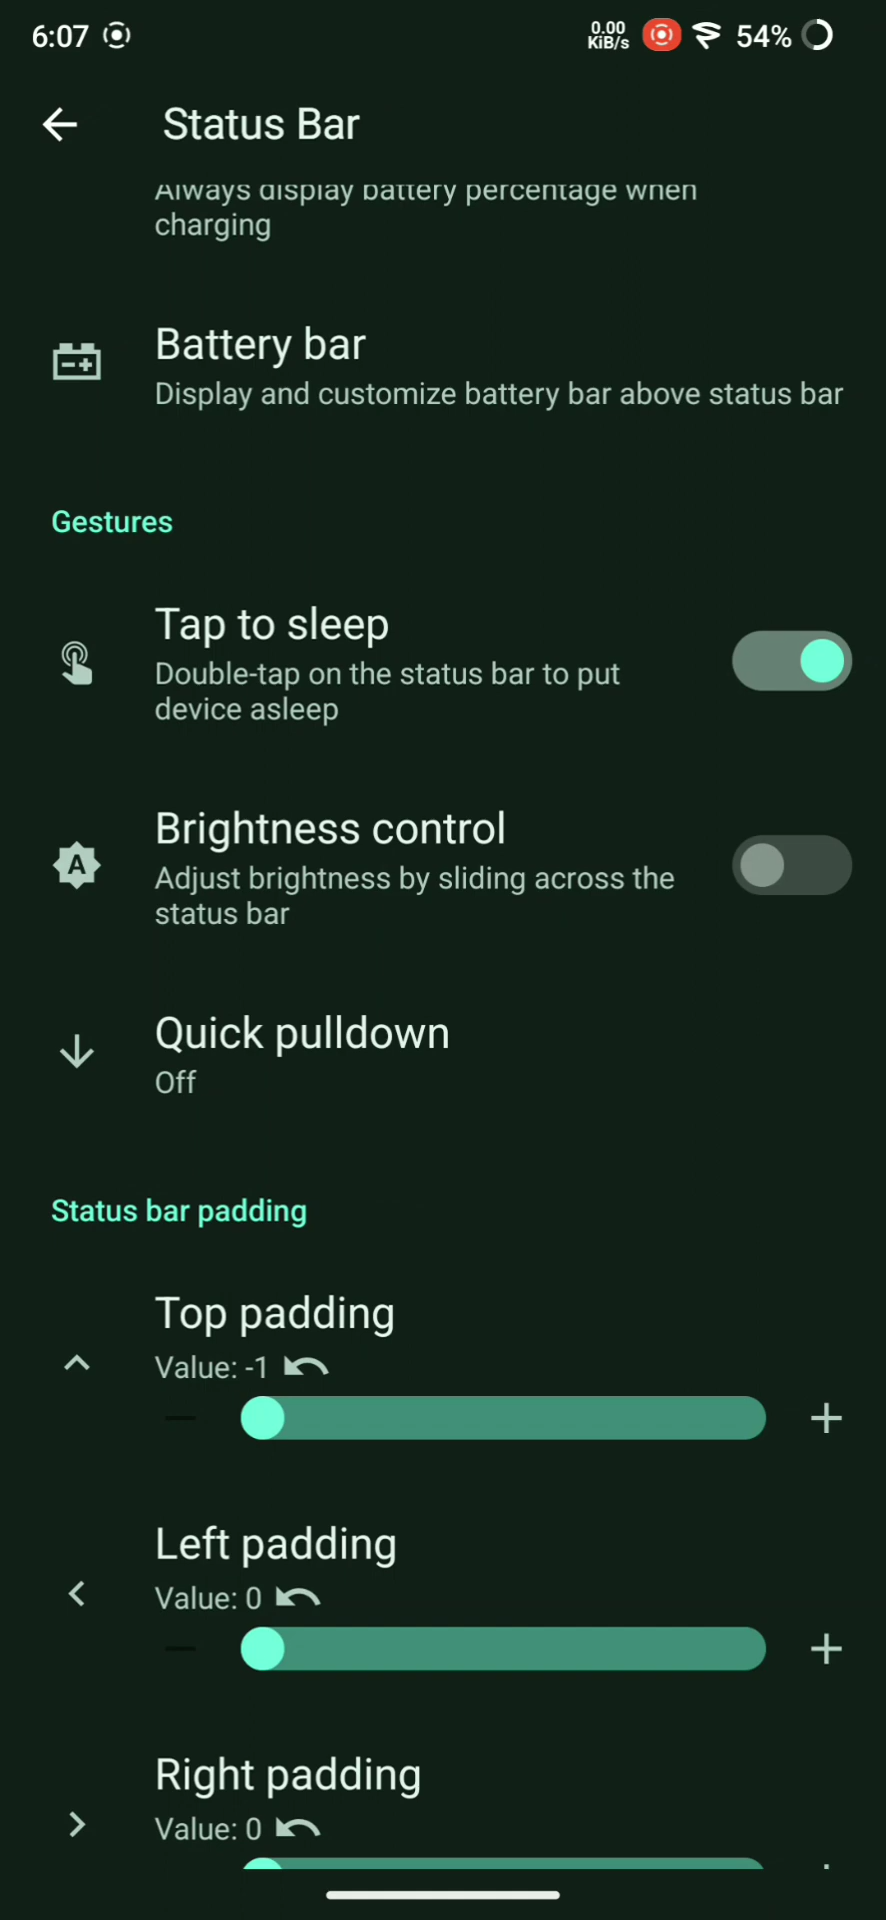 6:07
0.00
KiB/s
54%
Status Bar
Always display battery percentage when
charging
Battery bar
Display and customize battery bar above status bar
Gestures
Tap to sleep
Double-tap on the status bar to put
device asleep
A
Brightness control
Adjust brightness by sliding across the
status bar
Quick pulldown
Off
Status bar padding
Top padding
Value: -1
Left padding
Value: 0
Right padding
Value: 0